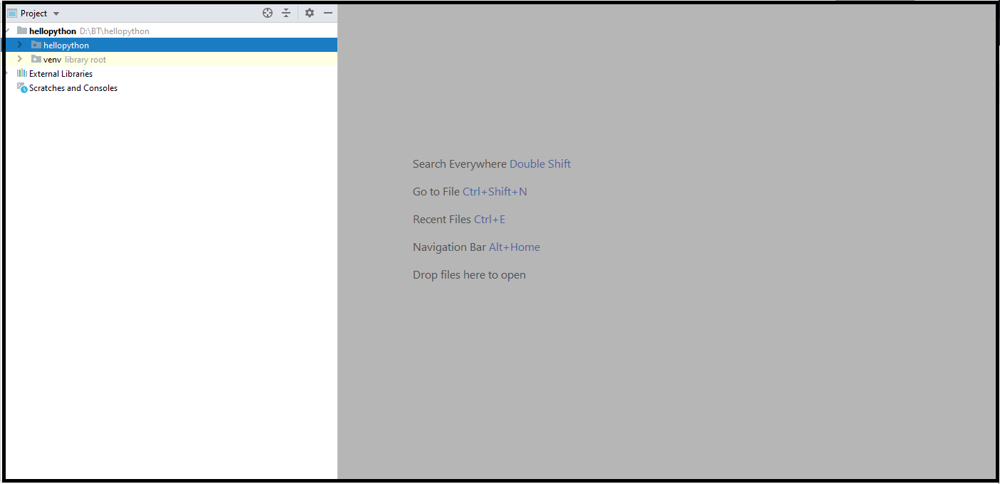 Project
hellopython D:\BT\hellopython
hellopython
venv library root
External Libraries
Scratches and Consoles
Search Everywhere Double Shift
Go to File Ctrl+Shift+N
Recent Files Ctrl+E
Navigation Bar Alt+Home
Drop files here to open